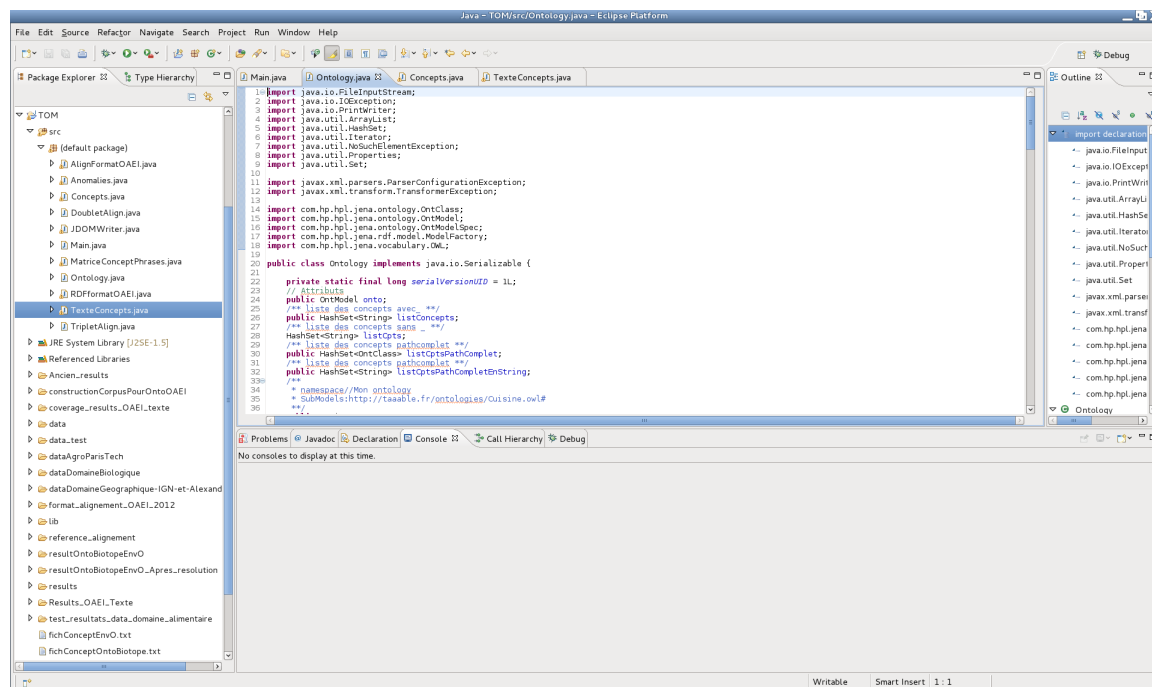 Java - TOM/src/Ontology.java - Eclipse Platform
File Edit Source Refactor Navigate Search Project Run Window Help
Debug
Package Explorer Type Hierarchy
TOM
src
(default package)
AlignFormatOAEI.java
Anomalies.java
Concepts.java
DoubletAlign.java
JDOMWriter.java
Main.java
MatriceConceptPhrases.java
Ontology.java
RDFformatOAEI.java
TexteConcepts.java
TripletAlign.java
JRE System Library [J2SE-1.5]
Referenced Libraries
Ancien_results
constructionCorpusPourOntoOAEI
coverage_results_OAEI_texte
data
data_test
dataAgroParisTech
dataDomaineBiologique
dataDomaineGeographique-IGN-et-Alexand
format_alignement_OAEI_2012
lib
reference_alignement
resultOntoBiotopeEnvO
resultOntoBiotopeEnvO_Apres_resolution
results
Results_OAEI_Texte
test_resultats_data_domaine_alimentaire
fichConceptEnvO.txt
fichConceptOntoBiotope.txt
Main.java Ontology.java Concepts.java TexteConcepts.java
1 import java.io.FileInputStream;
2 import java.io.IOException;
3 import java.io.PrintWriter;
4 import java.util.ArrayList;
5 import java.util.HashSet;
6 import java.util.Iterator;
7 import java.util.NoSuchElementException;
8 import java.util.Properties;
9 import java.util.Set;
10
11 import javax.xml.parsers.ParserConfigurationException;
12 import javax.xml.transform.TransformerException;
13
14 import com.hp.hpl.jena.ontology.OntClass;
15 import com.hp.hpl.jena.ontology.OntModel;
16 import com.hp.hpl.jena.ontology.OntModelSpec;
17 import com.hp.hpl.jena.rdf.model.ModelFactory;
18 import com.hp.hpl.jena.vocabulary.OWL;
19
20 public class Ontology implements java.io.Serializable {
21
22 private static final long serialVersionUID = 1L;
23 // Attributs
24 public OntModel onto;
25 /** liste des concepts avec_ **/
26 public HashSet<String> listConcepts;
27 /** liste des concepts sans _ **/
28 HashSet<String> listCpts;
29 /** liste des concepts pathcomplet **/
30 public HashSet<OntClass> listCptsPathComplet;
31 /** liste des concepts pathcomplet **/
32 public HashSet<String> listCptsPathCompletEnString;
33 /**
34 * namespace//Mon ontology
35 * SubModels:http://taaable.fr/ontologies/Cuisine.owl#
36 **/
Outline
import declaration
java.io.FileInput
java.io.IOExcept
java.io.PrintWrit
java.util.ArrayLi
java.util.HashSe
java.util.Iterator
java.util.NoSuch
java.util.Propert
java.util.Set
javax.xml.parser
javax.xml.transf
com.hp.hpl.jena
com.hp.hpl.jena
com.hp.hpl.jena
com.hp.hpl.jena
com.hp.hpl.jena
Ontology
Problems Javadoc Declaration Console Call Hierarchy Debug
No consoles to display at this time.
Writable Smart Insert 1 : 1